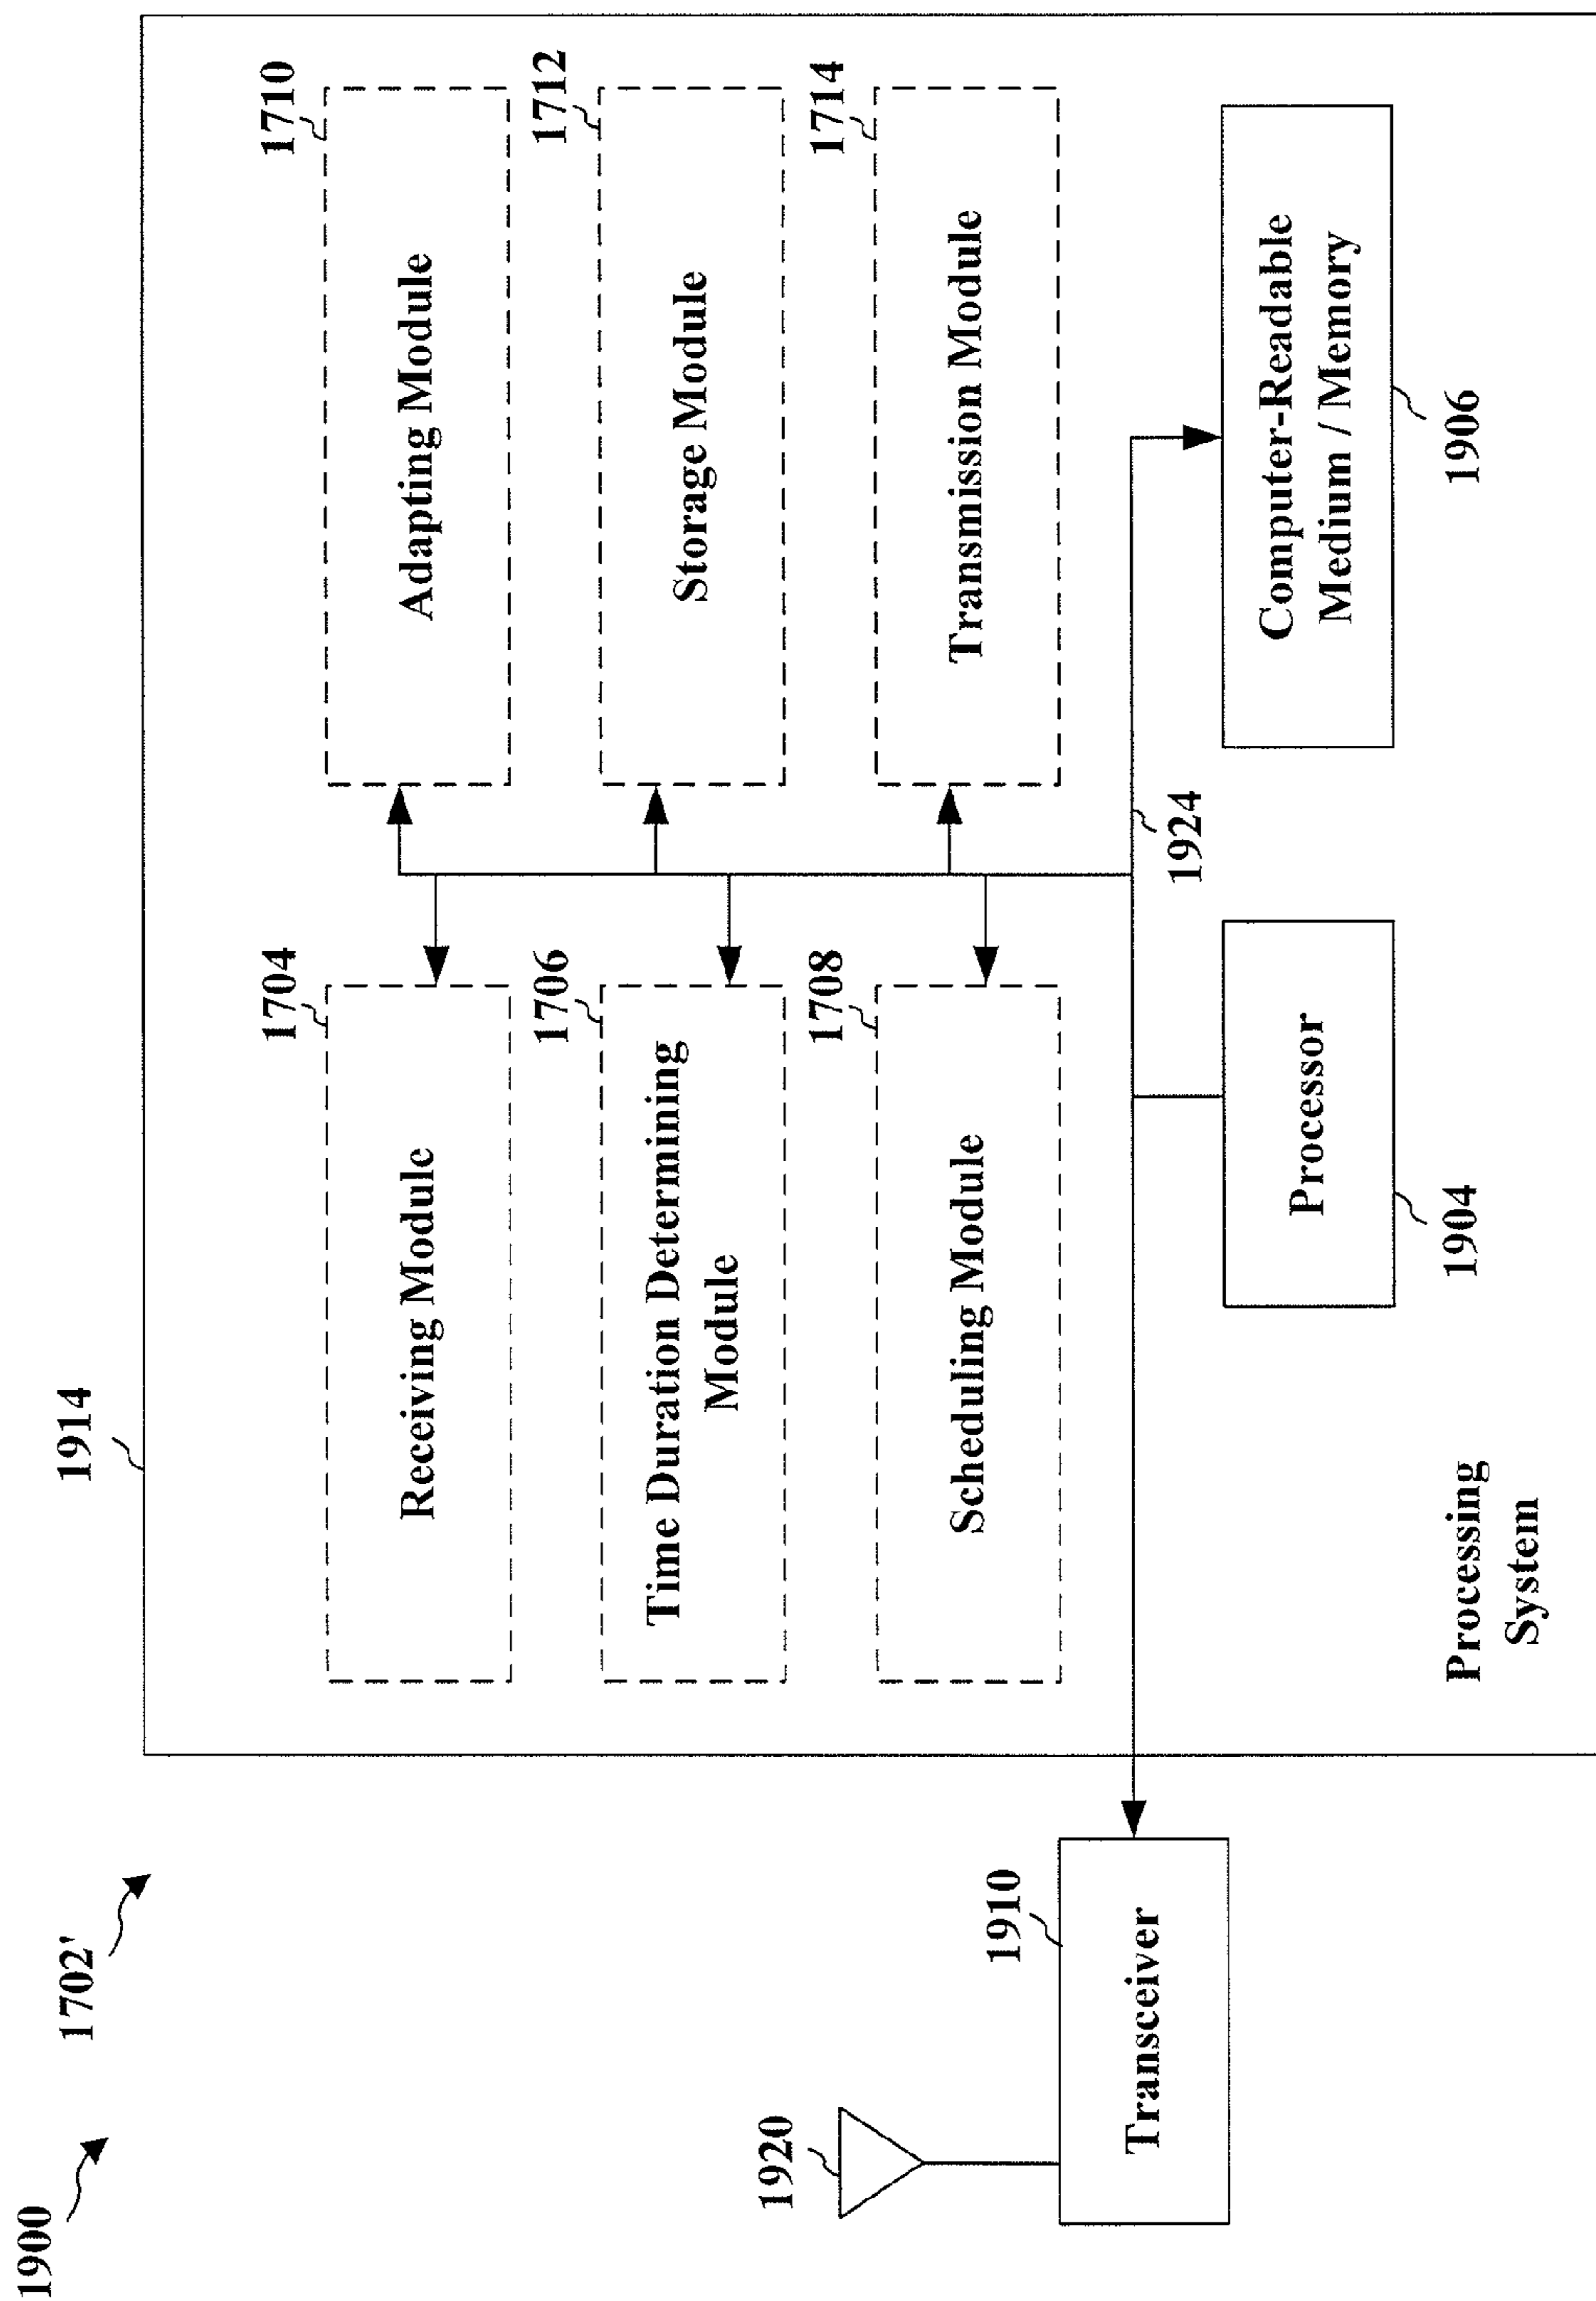 1900
1702'
1914
1704
Receiving Module
1710
Adapting Module
1706
Time Duration Determining
Module
1712
Storage Module
1708
Scheduling Module
1714
Transmission Module
1920
1910
Transceiver
1924
Processor
1904
Computer-Readable
Medium / Memory
1906
Processing
System